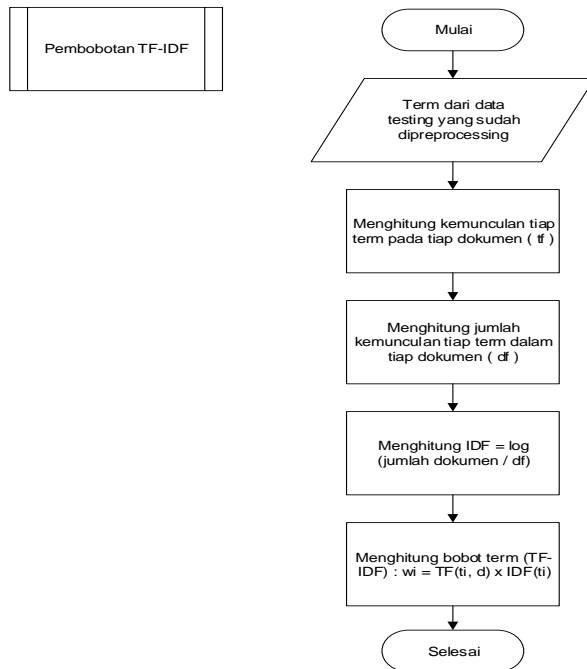 Pembobotan TF-IDF
Mulai
Term dari data
testing yang sudah
dipreprocessing
Menghitung kemunculan tiap
term pada tiap dokumen ( tf )
Menghitung jumlah
kemunculan tiap term dalam
tiap dokumen ( df )
Menghitung IDF = log
(jumlah dokumen / df)
Menghitung bobot term (TF-
IDF) : wi = TF(ti, d) x IDF(ti)
Selesai